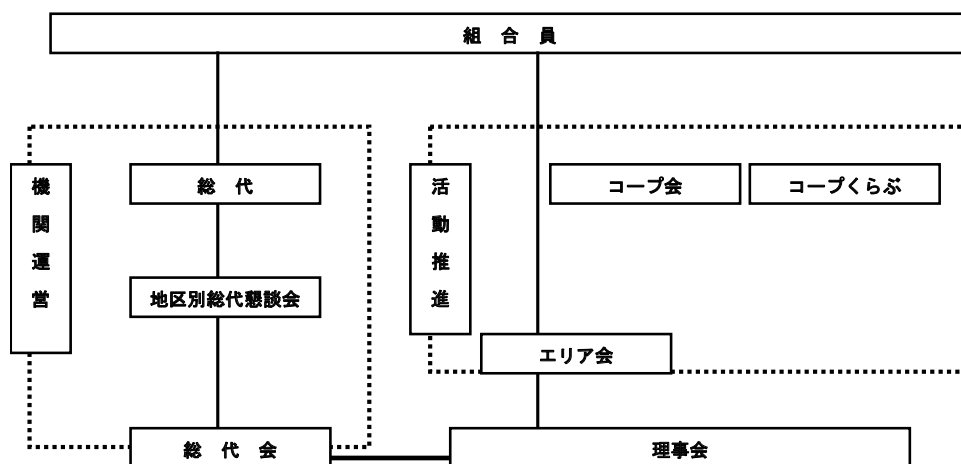 組 合 員
機関運営
総 代
地区別総代懇談会
総 代 会
活動推進
コープ会
コープくらぶ
エリア会
理事会